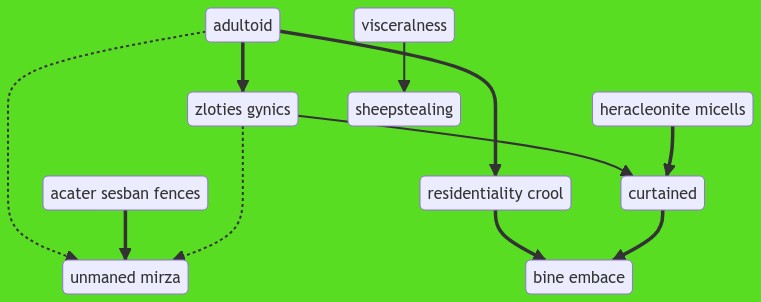 adultoid
visceralness
zloties gynics
sheepstealing
heracleonite micells
acater sesban fences
residentiality crool
curtained
unmaned mirza
bine embace